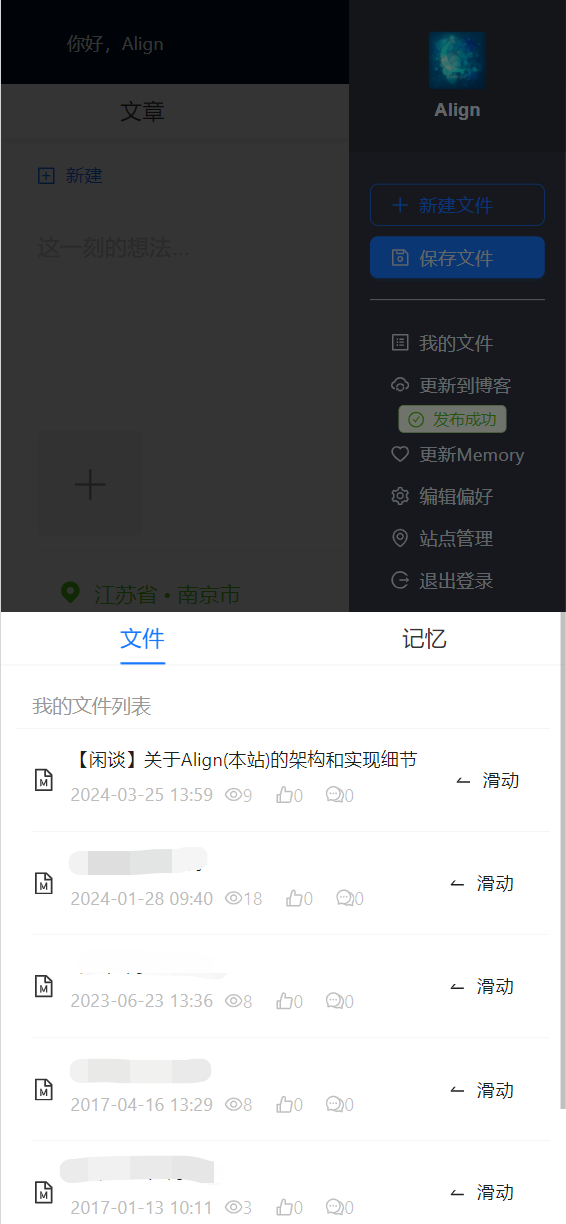 你好，Align
Align
文章
新建
这一刻的想法...
新建文件
保存文件
我的文件
更新到博客
发布成功
更新Memory
编辑偏好
站点管理
退出登录
江苏省·南京市
文件
记忆
我的文件列表
【闲谈】关于Align(本站)的架构和实现细节
2024-03-25 13:59 9 0 0
滑动
2024-01-28 09:40 18 0 0
滑动
2023-06-23 13:36 8 0 0
滑动
2017-04-16 13:29 8 0 0
滑动
2017-01-13 10:11 3 0 0
滑动